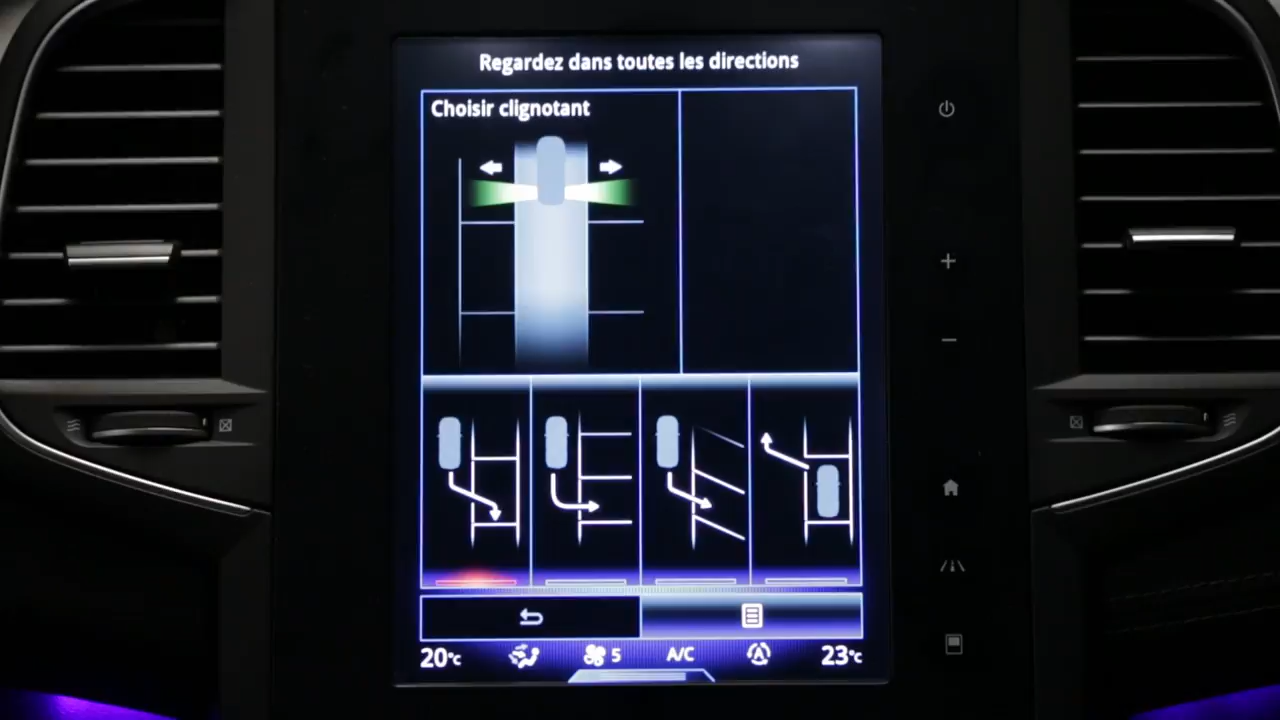 Regardez dans toutes les directions
Choisir clignotant
20°C
5
A/C
23°C